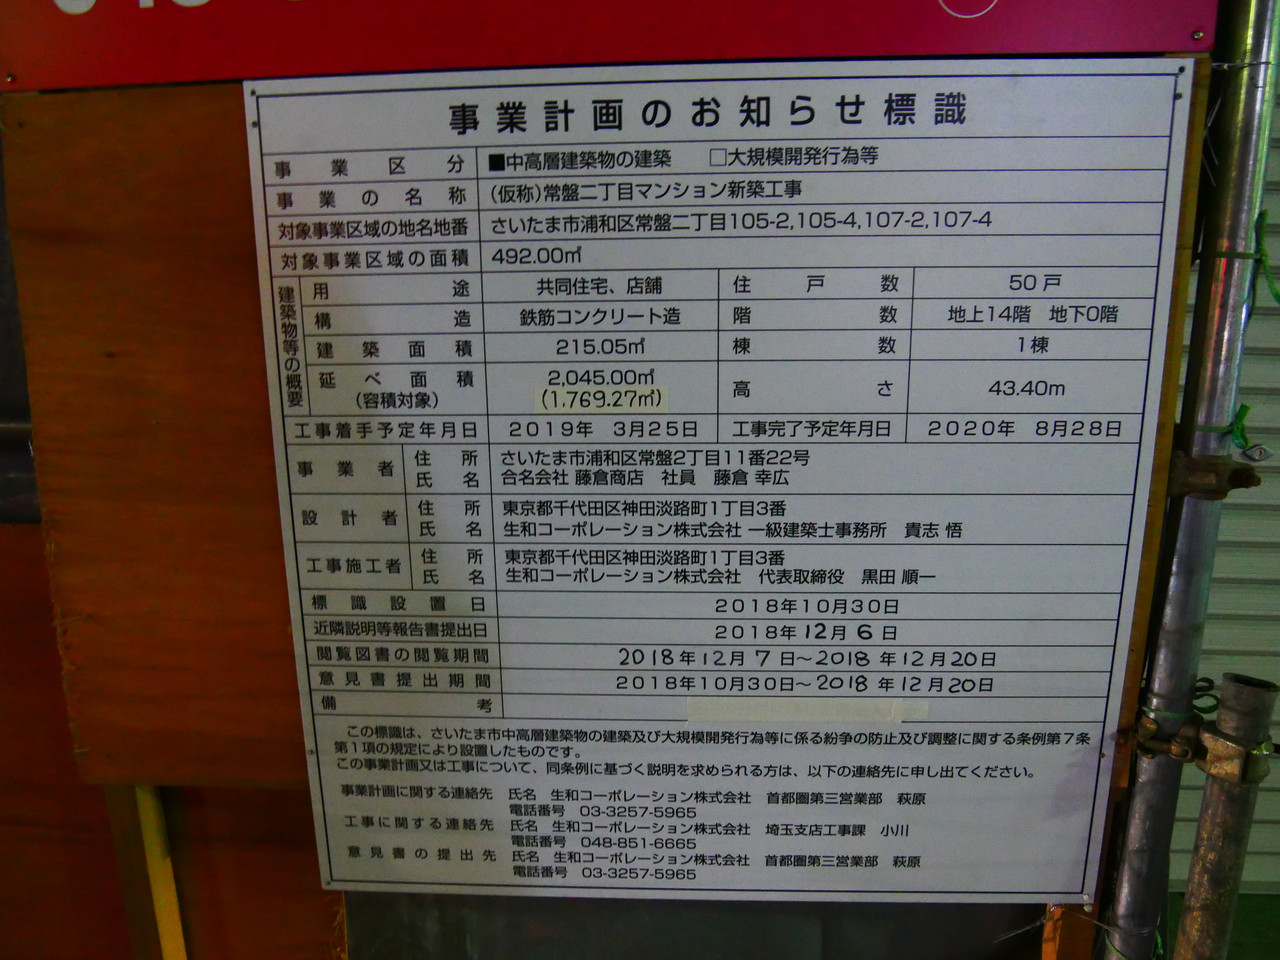 事業計画のお知らせ標識
事業区分 ■中高層建築物の建築 □大規模開発行為等
事業の名称 (仮称)常盤二丁目マンション新築工事
対象事業区域の地名地番 さいたま市浦和区常盤二丁目105-2,105-4,107-2,107-4
対象事業区域の面積 492.00㎡
建築物等の概要
用途 共同住宅、店舗 住戸数 50戸
構造 鉄筋コンクリート造 階数 地上14階 地下0階
建築面積 215.05㎡ 棟数 1棟
延べ面積 2,045.00㎡ 高さ 43.40m
(容積対象) (1,769.27㎡)
工事着手予定年月日 2019年 3月25日 工事完了予定年月日 2020年 8月28日
事業者 住所 さいたま市浦和区常盤2丁目11番22号
氏名 合名会社 藤倉商店 社員 藤倉 幸広
設計者 住所 東京都千代田区神田淡路町1丁目3番
氏名 生和コーポレーション株式会社 一級建築士事務所 貴志 悟
工事施工者 住所 東京都千代田区神田淡路町1丁目3番
氏名 生和コーポレーション株式会社 代表取締役 黒田 順一
標識設置日 2018年10月30日
近隣説明等報告書提出日 2018年12月6日
閲覧図書の閲覧期間 2018年12月7日～2018年12月20日
意見書提出期間 2018年10月30日～2018年12月20日
備考
この標識は、さいたま市中高層建築物の建築及び大規模開発行為等に係る紛争の防止及び調整に関する条例第7条
第1項の規定により設置したものです。
この事業計画又は工事について、同条例に基づく説明を求められる方は、以下の連絡先に申し出てください。
事業計画に関する連絡先 氏名 生和コーポレーション株式会社 首都圏第三営業部 萩原
電話番号 03-3257-5965
工事に関する連絡先 氏名 生和コーポレーション株式会社 埼玉支店工事課 小川
電話番号 048-851-6665
意見書の提出先 氏名 生和コーポレーション株式会社 首都圏第三営業部 萩原
電話番号 03-3257-5965